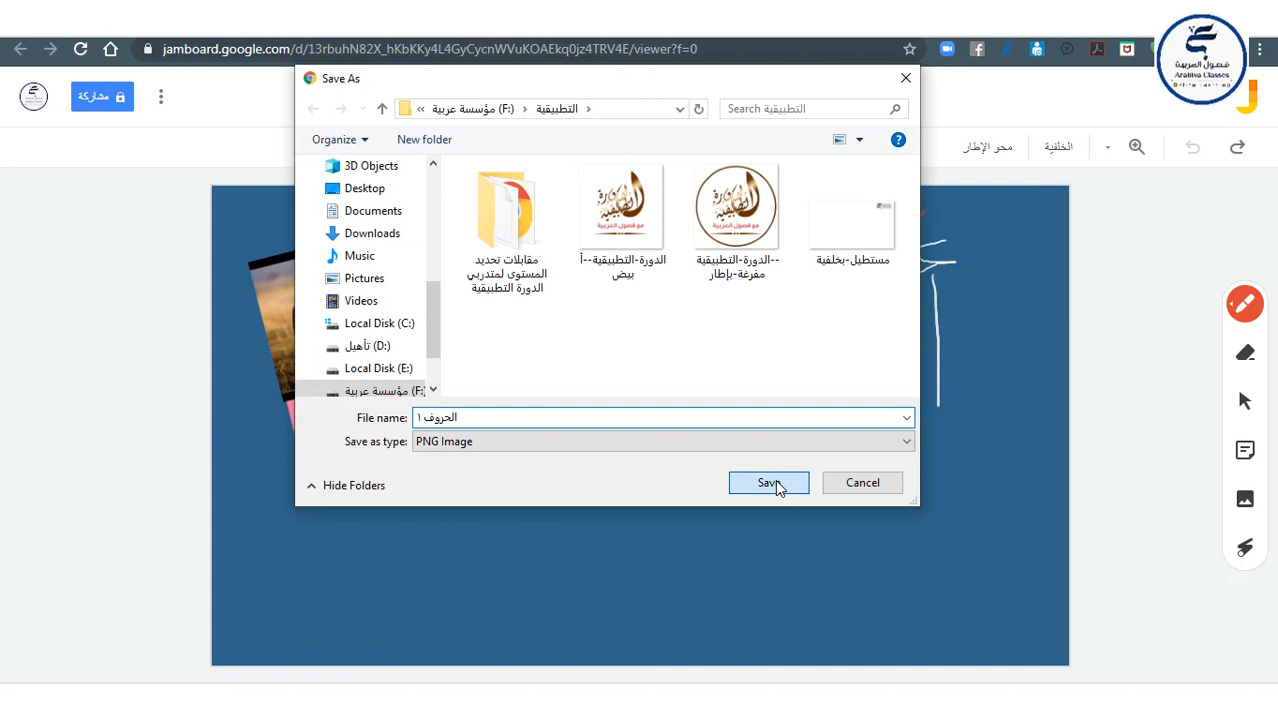 jamboard.google.com/d/13rbuhN82X_hKbKKy4L4GyCycnWVuKOAEkq0jz4TRV4E/viewer?f=0
فصول العربية
Arabiya Classes
Online Learning
مشاركة
محو الإطار
الخلفية
Save As
« مؤسسة عربية (F:) › التطبيقية ›
Search التطبيقية
Organize
New folder
3D Objects
Desktop
Documents
Downloads
Music
Pictures
Videos
Local Disk (C:)
تأهيل (D:)
Local Disk (E:)
مؤسسة عربية (F:
مقابلات تحديد
المستوى لمتدربي
الدورة التطبيقية
الدورة-التطبيقية--أ
بيض
--الدورة-التطبيقية
مفرغة-بإطار
مستطيل-بخلفية
File name: الحروف ١
Save as type: PNG Image
Hide Folders
Save
Cancel